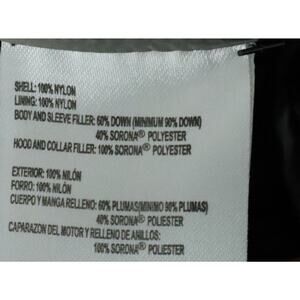 SHELL: 100% NYLON
LINING: 100% NYLON
BODY AND SLEEVE FILLER: 60% DOWN (MINIMUM 90% DOWN)
40% SORONA® POLYESTER
HOOD AND COLLAR FILLER: 100% SORONA® POLYESTER
EXTERIOR: 100% NILÓN
FORRO: 100% NILÓN
CUERPO Y MANGA RELLENO: 60% PLUMAS(MINIMO 90% PLUMAS)
40% SORONA® POLIESTER
CAPARAZON DEL MOTOR Y RELLENO DE ANILLOS:
100% SORONA® POLIESTER